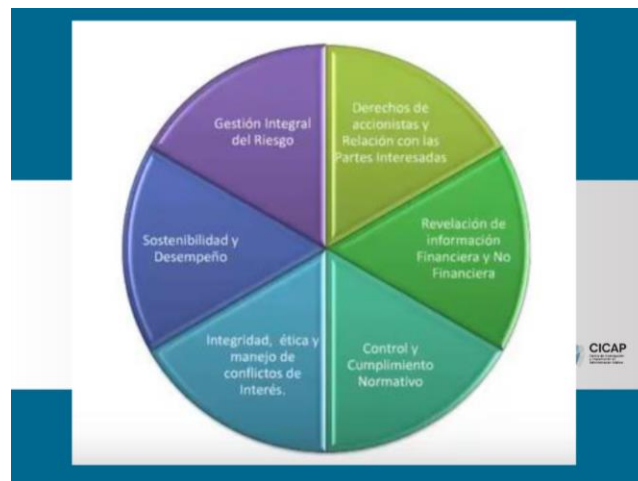 Gestión Integral
del Riesgo
Derechos de
accionistas y
Relación con las
Partes Interesadas
Sostenibilidad y
Desempeño
Revelación de
información
Financiera y No
Financiera
Integridad, ética y
manejo de
conflictos de
Interés.
Control y
Cumplimiento
Normativo
CICAP